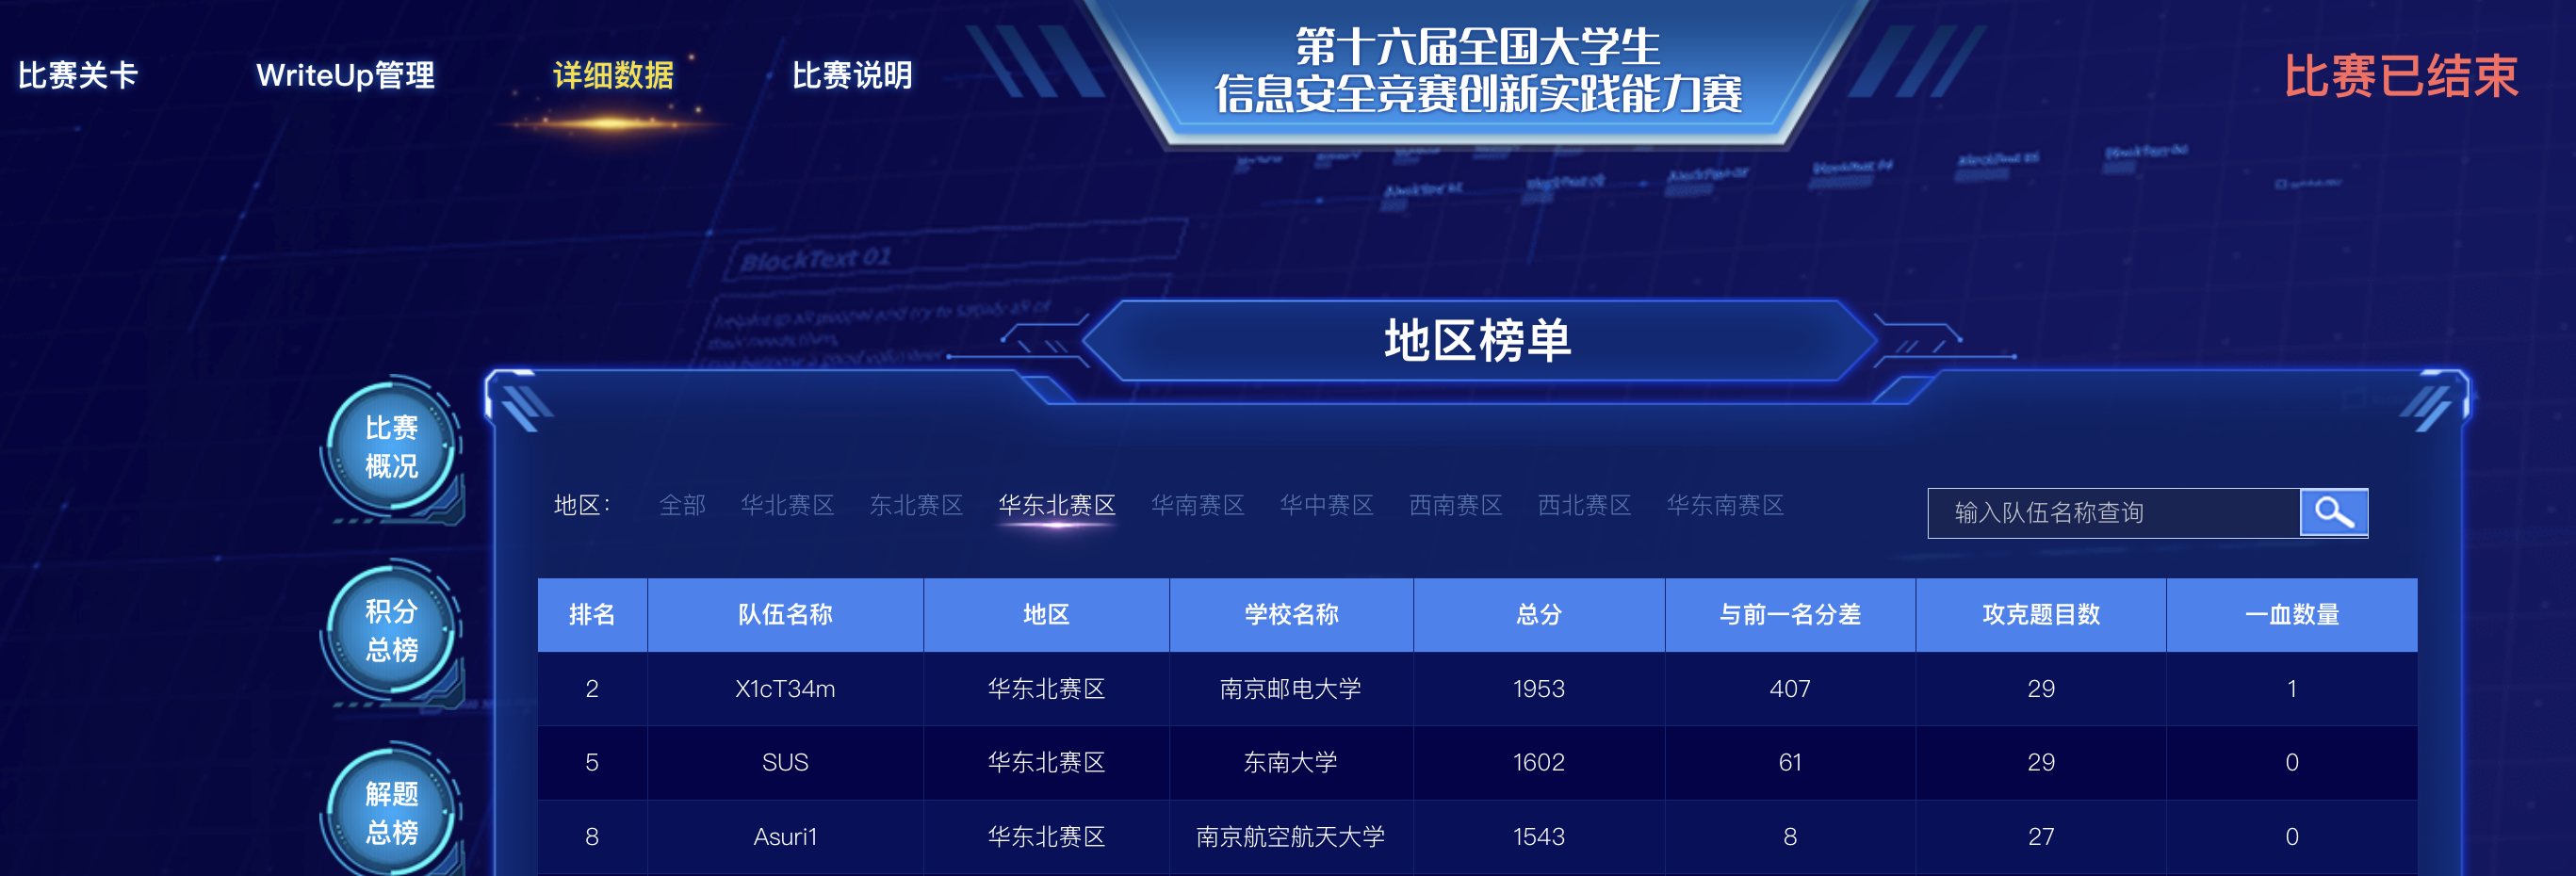 比赛关卡 WriteUp管理 详细数据 比赛说明
第十六届全国大学生
信息安全竞赛创新实践能力赛
比赛已结束
BlockText 01
地区榜单
比赛
概况
积分
总榜
解题
总榜
地区： 全部 华北赛区 东北赛区 华东北赛区 华南赛区 华中赛区 西南赛区 西北赛区 华东南赛区
输入队伍名称查询
排名 队伍名称 地区 学校名称 总分 与前一名分差 攻克题目数 一血数量
2 X1cT34m 华东北赛区 南京邮电大学 1953 407 29 1
5 SUS 华东北赛区 东南大学 1602 61 29 0
8 Asuri1 华东北赛区 南京航空航天大学 1543 8 27 0